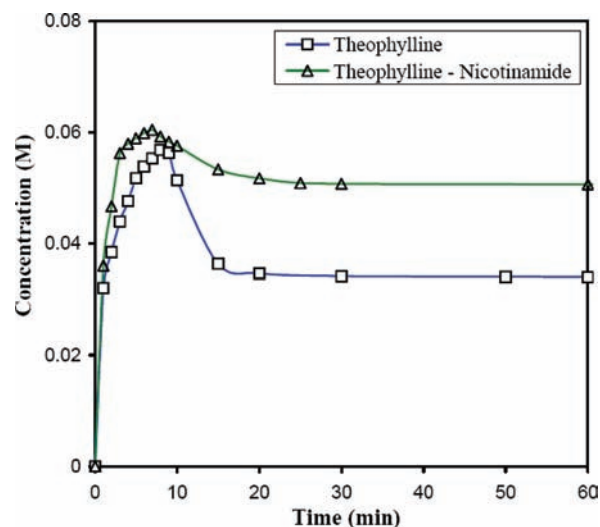 0.08
Theophylline
Theophylline - Nicotinamide
0.06
0.04
0.02
0
Concentration (M)
0 10 20 30 40 50 60
Time (min)